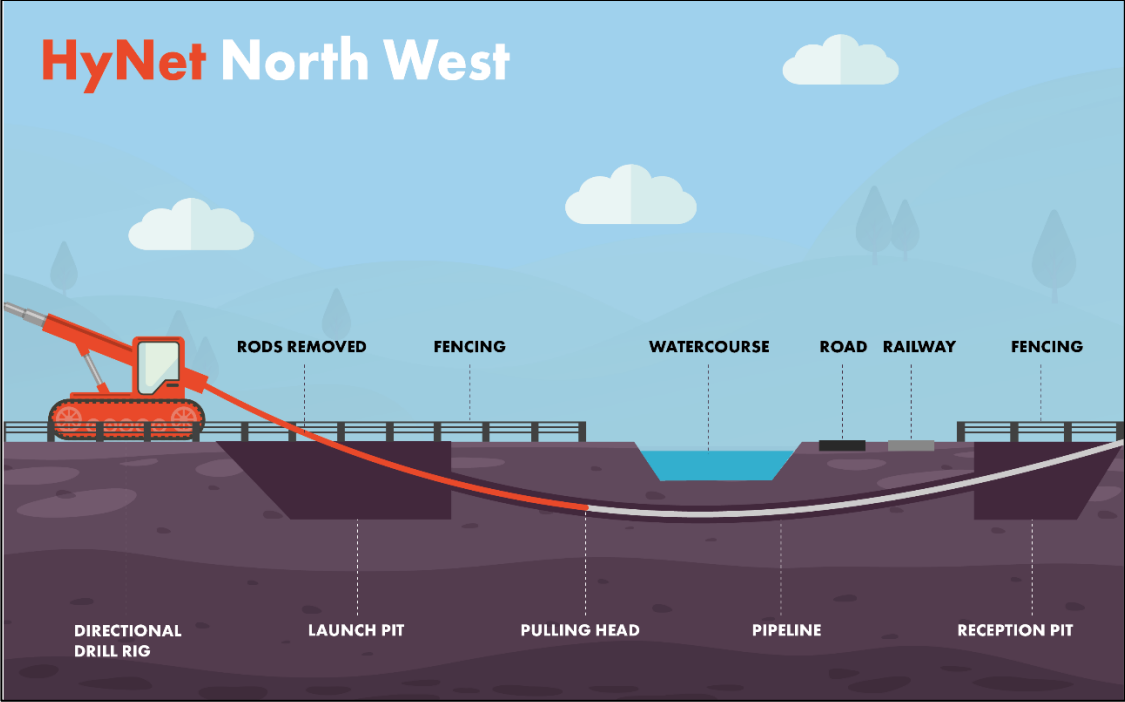 HyNet North West
RODS REMOVED
FENCING
WATERCOURSE
ROAD
RAILWAY
FENCING
DIRECTIONAL
DRILL RIG
LAUNCH PIT
PULLING HEAD
PIPELINE
RECEPTION PIT